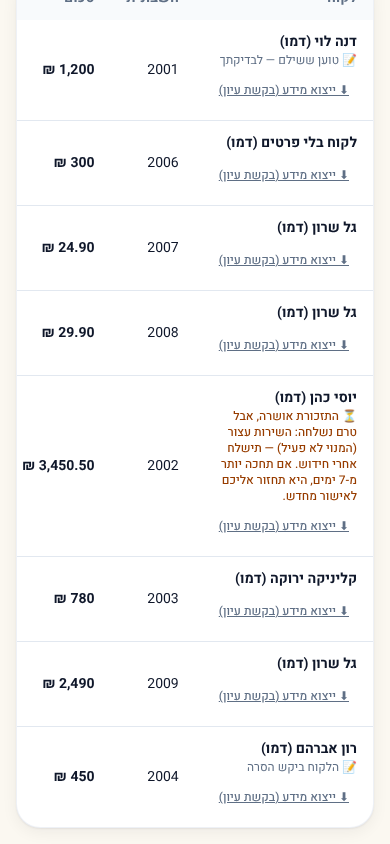 דנה לוי (דמו)
📝 טוען ששילם — לבדיקתך
⬇ ייצוא מידע (בקשת עיון)
2001
1,200 ₪
לקוח בלי פרטים (דמו)
⬇ ייצוא מידע (בקשת עיון)
2006
300 ₪
גל שרון (דמו)
⬇ ייצוא מידע (בקשת עיון)
2007
24.90 ₪
גל שרון (דמו)
⬇ ייצוא מידע (בקשת עיון)
2008
29.90 ₪
יוסי כהן (דמו)
⏳ התזכורת אושרה, אבל
טרם נשלחה: השירות עצור
(המנוי לא פעיל) — תישלח
אחרי חידוש. אם תחכה יותר
מ-7 ימים, היא תחזור אליכם
לאישור מחדש.
⬇ ייצוא מידע (בקשת עיון)
2002
3,450.50 ₪
קליניקה ירוקה (דמו)
⬇ ייצוא מידע (בקשת עיון)
2003
780 ₪
גל שרון (דמו)
⬇ ייצוא מידע (בקשת עיון)
2009
2,490 ₪
רון אברהם (דמו)
📝 הלקוח ביקש הסרה
⬇ ייצוא מידע (בקשת עיון)
2004
450 ₪